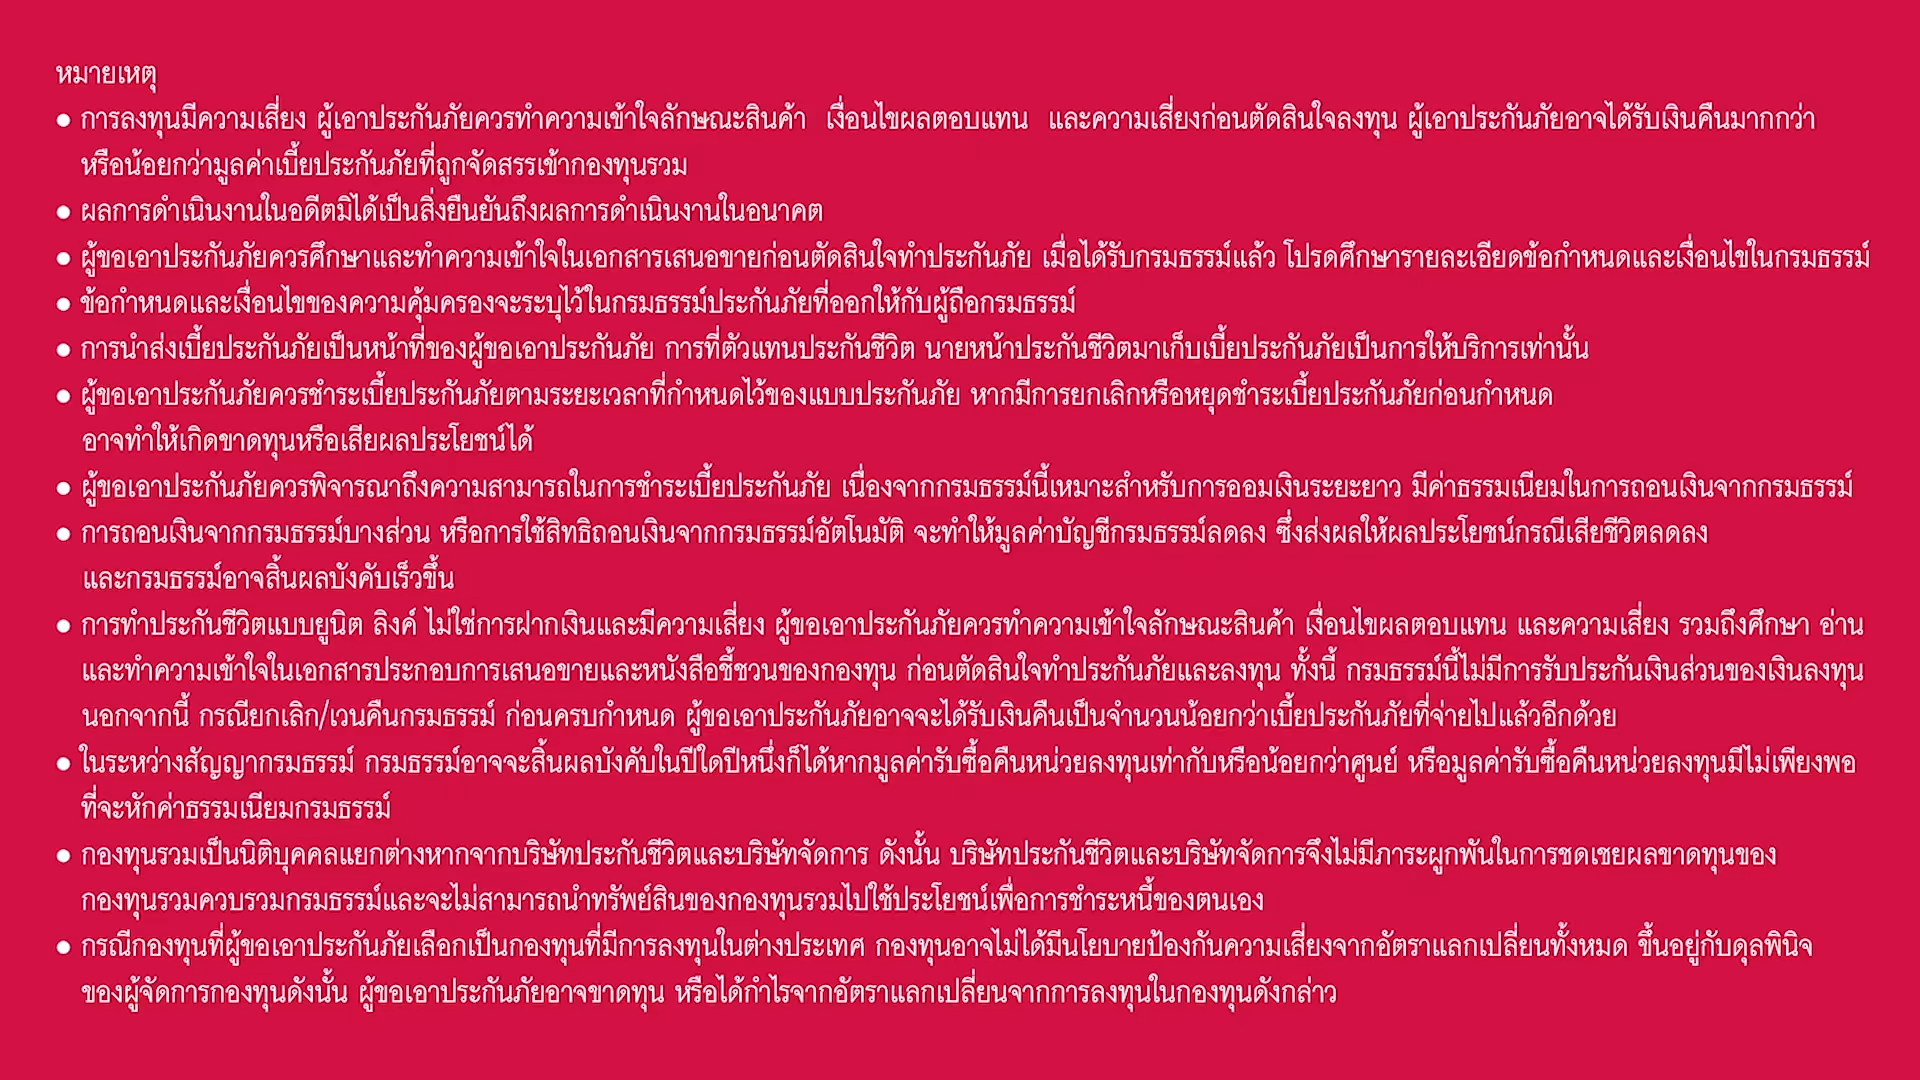 หมายเหตุ
● การลงทุนมีความเสี่ยง ผู้เอาประกันภัยควรทำความเข้าใจลักษณะสินค้า เงื่อนไขผลตอบแทน และความเสี่ยงก่อนตัดสินใจลงทุน ผู้เอาประกันภัยอาจได้รับเงินคืนมากกว่า
หรือน้อยกว่ามูลค่าเบี้ยประกันภัยที่ถูกจัดสรรเข้ากองทุนรวม
● ผลการดำเนินงานในอดีตมิได้เป็นสิ่งยืนยันถึงผลการดำเนินงานในอนาคต
● ผู้ขอเอาประกันภัยควรศึกษาและทำความเข้าใจในเอกสารเสนอขายก่อนตัดสินใจทำประกันภัย เมื่อได้รับกรมธรรม์แล้ว โปรดศึกษารายละเอียดข้อกำหนดและเงื่อนไขในกรมธรรม์
● ข้อกำหนดและเงื่อนไขของความคุ้มครองจะระบุไว้ในกรมธรรม์ประกันภัยที่ออกให้กับผู้ถือกรมธรรม์
● การนำส่งเบี้ยประกันภัยเป็นหน้าที่ของผู้ขอเอาประกันภัย การที่ตัวแทนประกันชีวิต นายหน้าประกันชีวิตมาเก็บเบี้ยประกันภัยเป็นการให้บริการเท่านั้น
● ผู้ขอเอาประกันภัยควรชำระเบี้ยประกันภัยตามระยะเวลาที่กำหนดไว้ของแบบประกันภัย หากมีการยกเลิกหรือหยุดชำระเบี้ยประกันภัยก่อนกำหนด
อาจทำให้เกิดขาดทุนหรือเสียผลประโยชน์ได้
● ผู้ขอเอาประกันภัยควรพิจารณาถึงความสามารถในการชำระเบี้ยประกันภัย เนื่องจากกรมธรรม์นี้เหมาะสำหรับการออมเงินระยะยาว มีค่าธรรมเนียมในการถอนเงินจากกรมธรรม์
● การถอนเงินจากกรมธรรม์บางส่วน หรือการใช้สิทธิถอนเงินจากกรมธรรม์อัตโนมัติ จะทำให้มูลค่าบัญชีกรมธรรม์ลดลง ซึ่งส่งผลให้ผลประโยชน์กรณีเสียชีวิตลดลง
และกรมธรรม์อาจสิ้นผลบังคับเร็วขึ้น
● การทำประกันชีวิตแบบยูนิต ลิงค์ ไม่ใช่การฝากเงินและมีความเสี่ยง ผู้ขอเอาประกันภัยควรทำความเข้าใจลักษณะสินค้า เงื่อนไขผลตอบแทน และความเสี่ยง รวมถึงศึกษา อ่าน
และทำความเข้าใจในเอกสารประกอบการเสนอขายและหนังสือชี้ชวนของกองทุน ก่อนตัดสินใจทำประกันภัยและลงทุน ทั้งนี้ กรมธรรม์นี้ไม่มีการรับประกันเงินส่วนของเงินลงทุน
นอกจากนี้ กรณียกเลิก/เวนคืนกรมธรรม์ ก่อนครบกำหนด ผู้ขอเอาประกันภัยอาจจะได้รับเงินคืนเป็นจำนวนน้อยกว่าเบี้ยประกันภัยที่จ่ายไปแล้วอีกด้วย
● ในระหว่างสัญญากรมธรรม์ กรมธรรม์อาจจะสิ้นผลบังคับในปีใดปีหนึ่งก็ได้หากมูลค่ารับซื้อคืนหน่วยลงทุนเท่ากับหรือน้อยกว่าศูนย์ หรือมูลค่ารับซื้อคืนหน่วยลงทุนมีไม่เพียงพอ
ที่จะหักค่าธรรมเนียมกรมธรรม์
● กองทุนรวมเป็นนิติบุคคลแยกต่างหากจากบริษัทประกันชีวิตและบริษัทจัดการ ดังนั้น บริษัทประกันชีวิตและบริษัทจัดการจึงไม่มีภาระผูกพันในการชดเชยผลขาดทุนของ
กองทุนรวมควบรวมกรมธรรม์และจะไม่สามารถนำทรัพย์สินของกองทุนรวมไปใช้ประโยชน์เพื่อการชำระหนี้ของตนเอง
● กรณีกองทุนที่ผู้ขอเอาประกันภัยเลือกเป็นกองทุนที่มีการลงทุนในต่างประเทศ กองทุนอาจไม่ได้มีนโยบายป้องกันความเสี่ยงจากอัตราแลกเปลี่ยนทั้งหมด ขึ้นอยู่กับดุลพินิจ
ของผู้จัดการกองทุนดังนั้น ผู้ขอเอาประกันภัยอาจขาดทุน หรือได้กำไรจากอัตราแลกเปลี่ยนจากการลงทุนในกองทุนดังกล่าว